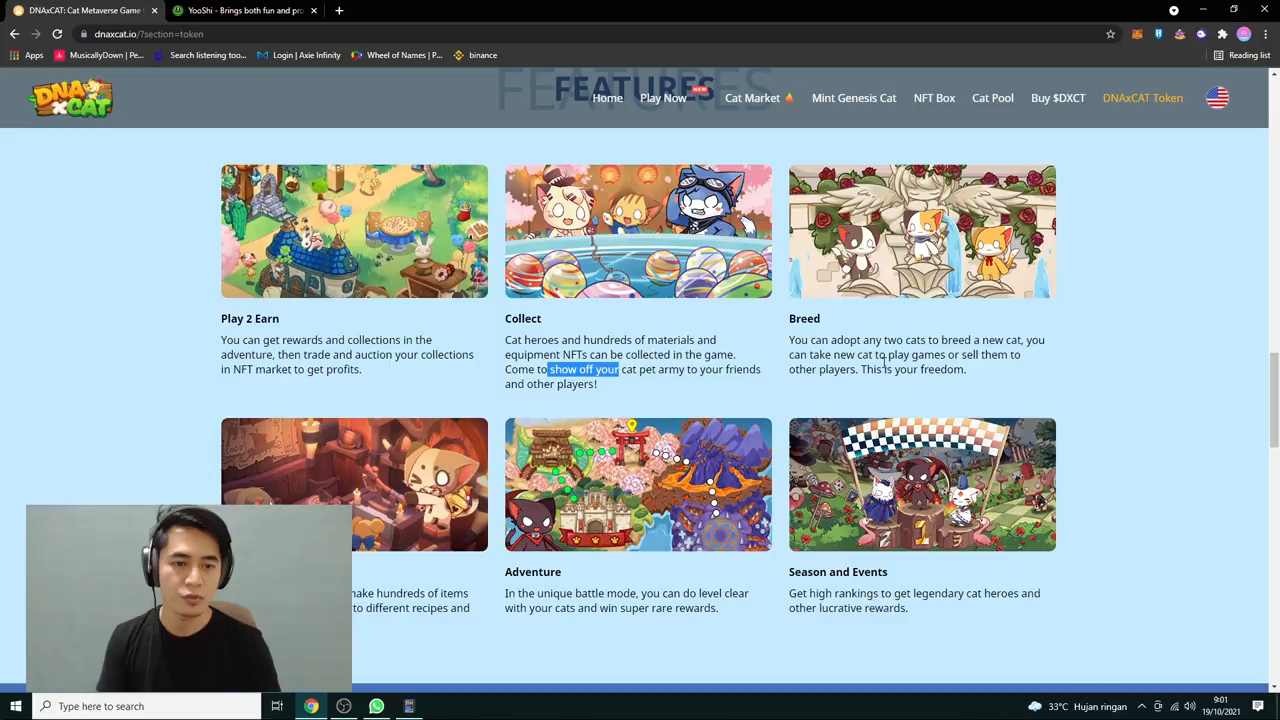 DNAxCAT: Cat Metaverse Game
YooShi - Brings both fun and pro
dnaxcat.io/?section=token
Apps
MusicallyDown | Pe...
Search listening too...
Login | Axie Infinity
Wheel of Names | P...
binance
Reading list
FEATURES
DNA
xCAT
Home
Play Now
NEW
Cat Market
Mint Genesis Cat
NFT Box
Cat Pool
Buy $DXCT
DNAxCAT Token
Play 2 Earn
You can get rewards and collections in the
adventure, then trade and auction your collections
in NFT market to get profits.
Collect
Cat heroes and hundreds of materials and
equipment NFTs can be collected in the game.
Come to show off your cat pet army to your friends
and other players!
Breed
You can adopt any two cats to breed a new cat, you
can take new cat to play games or sell them to
other players. This is your freedom.
2
1
3
make hundreds of items
to different recipes and
Adventure
In the unique battle mode, you can do level clear
with your cats and win super rare rewards.
Season and Events
Get high rankings to get legendary cat heroes and
other lucrative rewards.
Type here to search
33°C Hujan ringan
9:01
19/10/2021